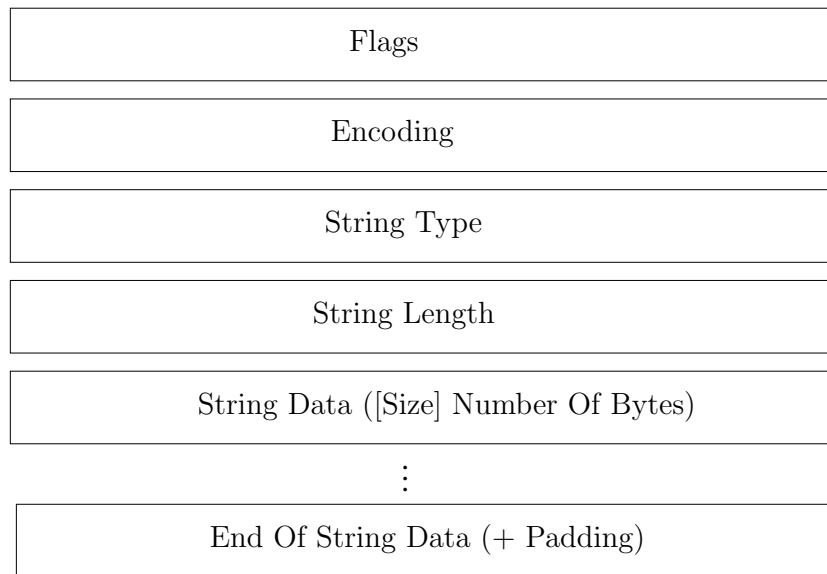 Flags
Encoding
String Type
String Length
String Data ([Size] Number Of Bytes)
⋮
End Of String Data (+ Padding)